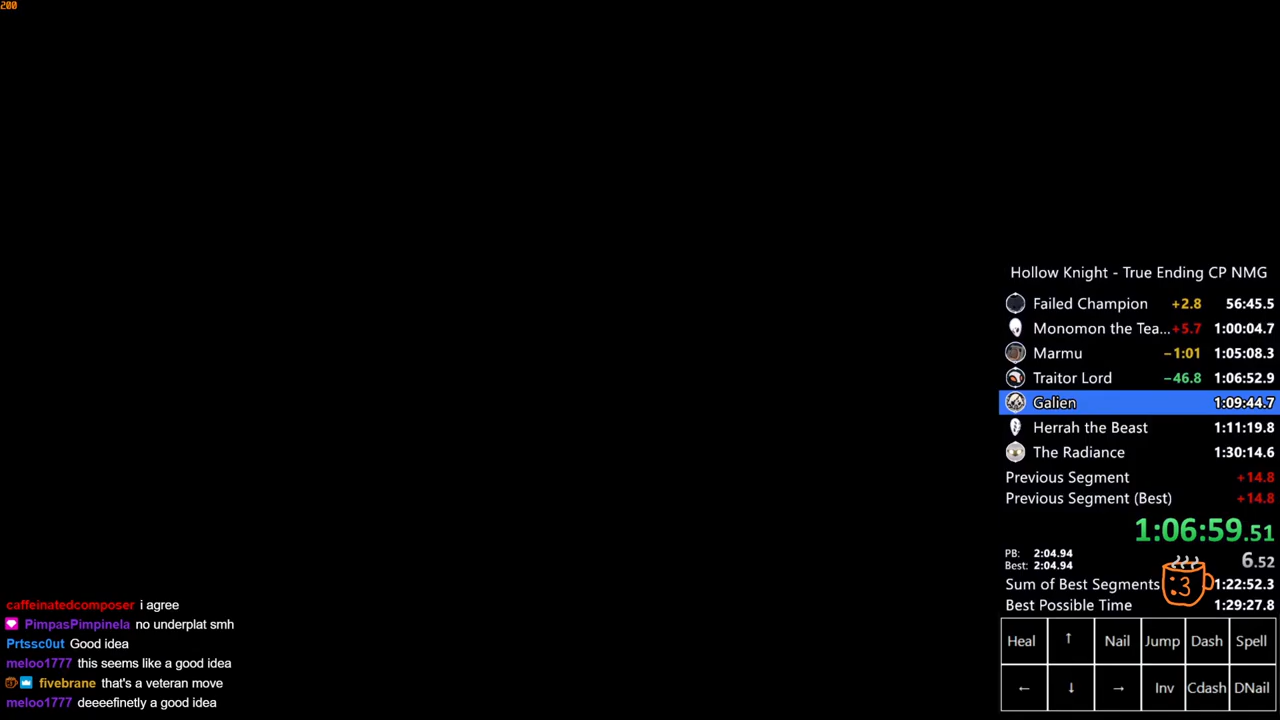 200
Hollow Knight - True Ending CP NMG
Failed Champion +2.8 56:45.5
Monomon the Tea... +5.7 1:00:04.7
Marmu −1:01 1:05:08.3
Traitor Lord −46.8 1:06:52.9
Galien 1:09:44.7
Herrah the Beast 1:11:19.8
The Radiance 1:30:14.6
Previous Segment +14.8
Previous Segment (Best) +14.8
1:06:59.51
PB: 2:04.94 6.52
Best: 2:04.94
Sum of Best Segments 1:22:52.3
Best Possible Time 1:29:27.8
Heal ↑ Nail Jump Dash Spell
← ↓ → Inv Cdash DNail
caffeinatedcomposer i agree
PimpasPimpinela no underplat smh
Prtssc0ut Good idea
meloo1777 this seems like a good idea
fivebrane that's a veteran move
meloo1777 deeeefinetly a good idea